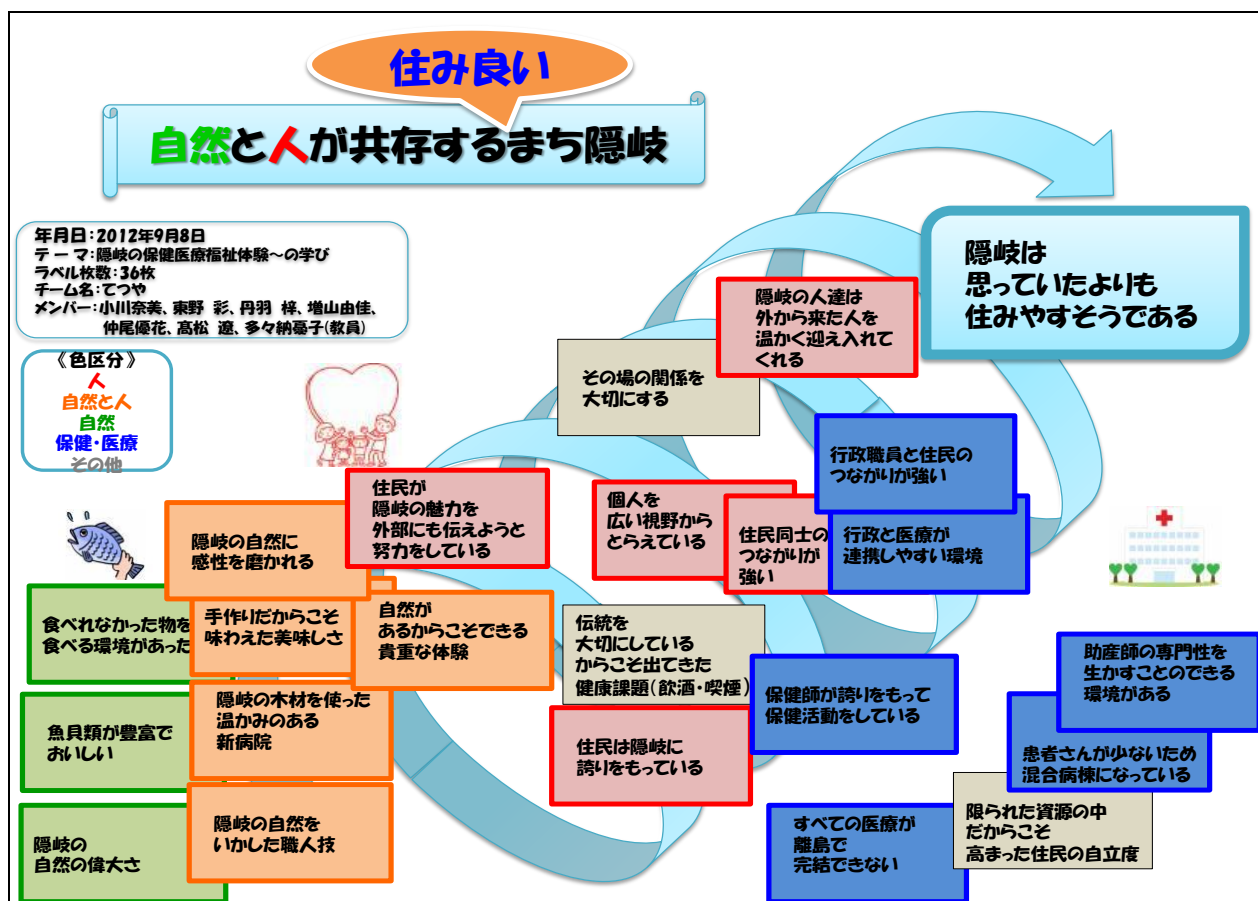 住み良い
自然と人が共存するまち隠岐
年月日:2012年9月8日
テーマ:隠岐の保健医療福祉体験~の学び
ラベル枚数:36枚
チーム名:てつや
メンバー:小川奈美、東野 彩、丹羽 梓、増山由佳、
仲尾優花、髙松 遼、多々納憂子(教員)
《色区分》
人
自然と人
自然
保健・医療
その他
隠岐は
思っていたよりも
住みやすそうである
隠岐の人達は
外から来た人を
温かく迎え入れて
くれる
その場の関係を
大切にする
行政職員と住民の
つながりが強い
住民が
隠岐の魅力を
外部にも伝えようと
努力をしている
個人を
広い視野から
とらえている
住民同士の
つながりが
強い
行政と医療が
連携しやすい環境
隠岐の自然に
感性を磨かれる
食べれなかった物を
食べる環境があった
手作りだからこそ
味わえた美味しさ
自然が
あるからこそできる
貴重な体験
伝統を
大切にしている
からこそ出てきた
健康課題(飲酒・喫煙)
保健師が誇りをもって
保健活動をしている
助産師の専門性を
生かすことのできる
環境がある
魚貝類が豊富で
おいしい
隠岐の木材を使った
温かみのある
新病院
住民は隠岐に
誇りをもっている
患者さんが少ないため
混合病棟になっている
隠岐の
自然の偉大さ
隠岐の自然を
いかした職人技
すべての医療が
離島で
完結できない
限られた資源の中
だからこそ
高まった住民の自立度